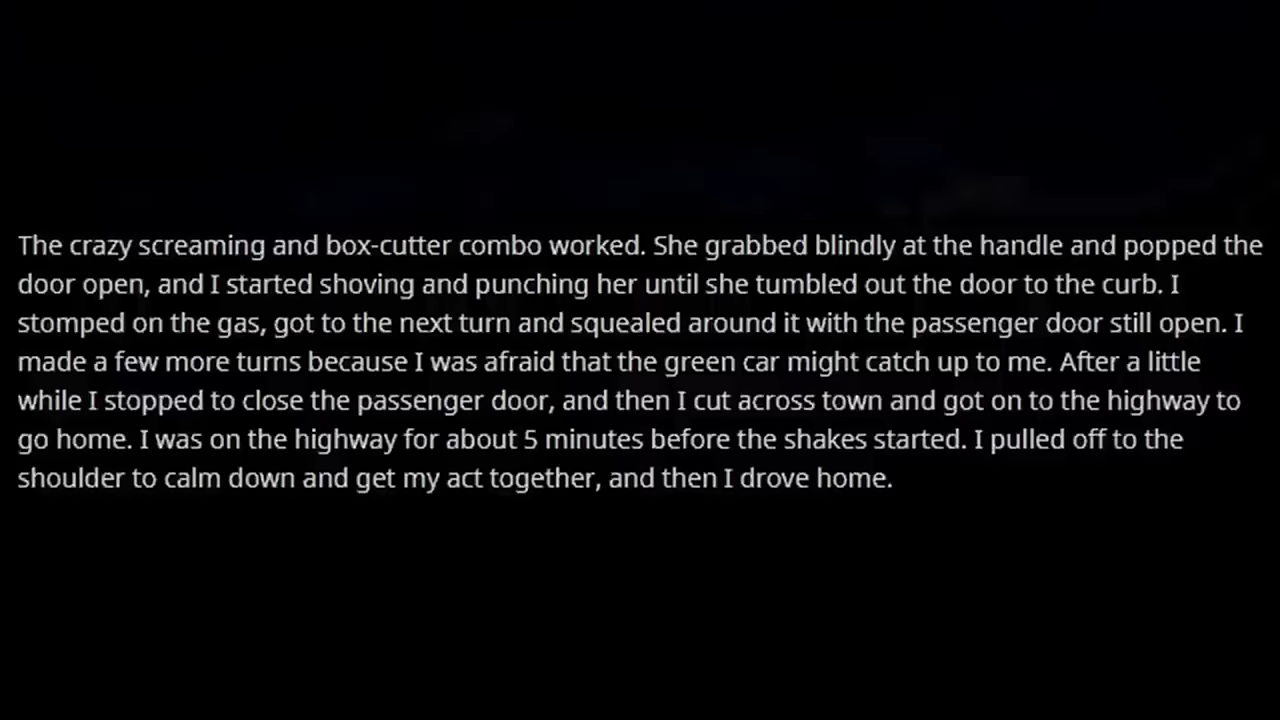 The crazy screaming and box-cutter combo worked. She grabbed blindly at the handle and popped the
door open, and I started shoving and punching her until she tumbled out the door to the curb. I
stomped on the gas, got to the next turn and squealed around it with the passenger door still open. I
made a few more turns because I was afraid that the green car might catch up to me. After a little
while I stopped to close the passenger door, and then I cut across town and got on to the highway to
go home. I was on the highway for about 5 minutes before the shakes started. I pulled off to the
shoulder to calm down and get my act together, and then I drove home.